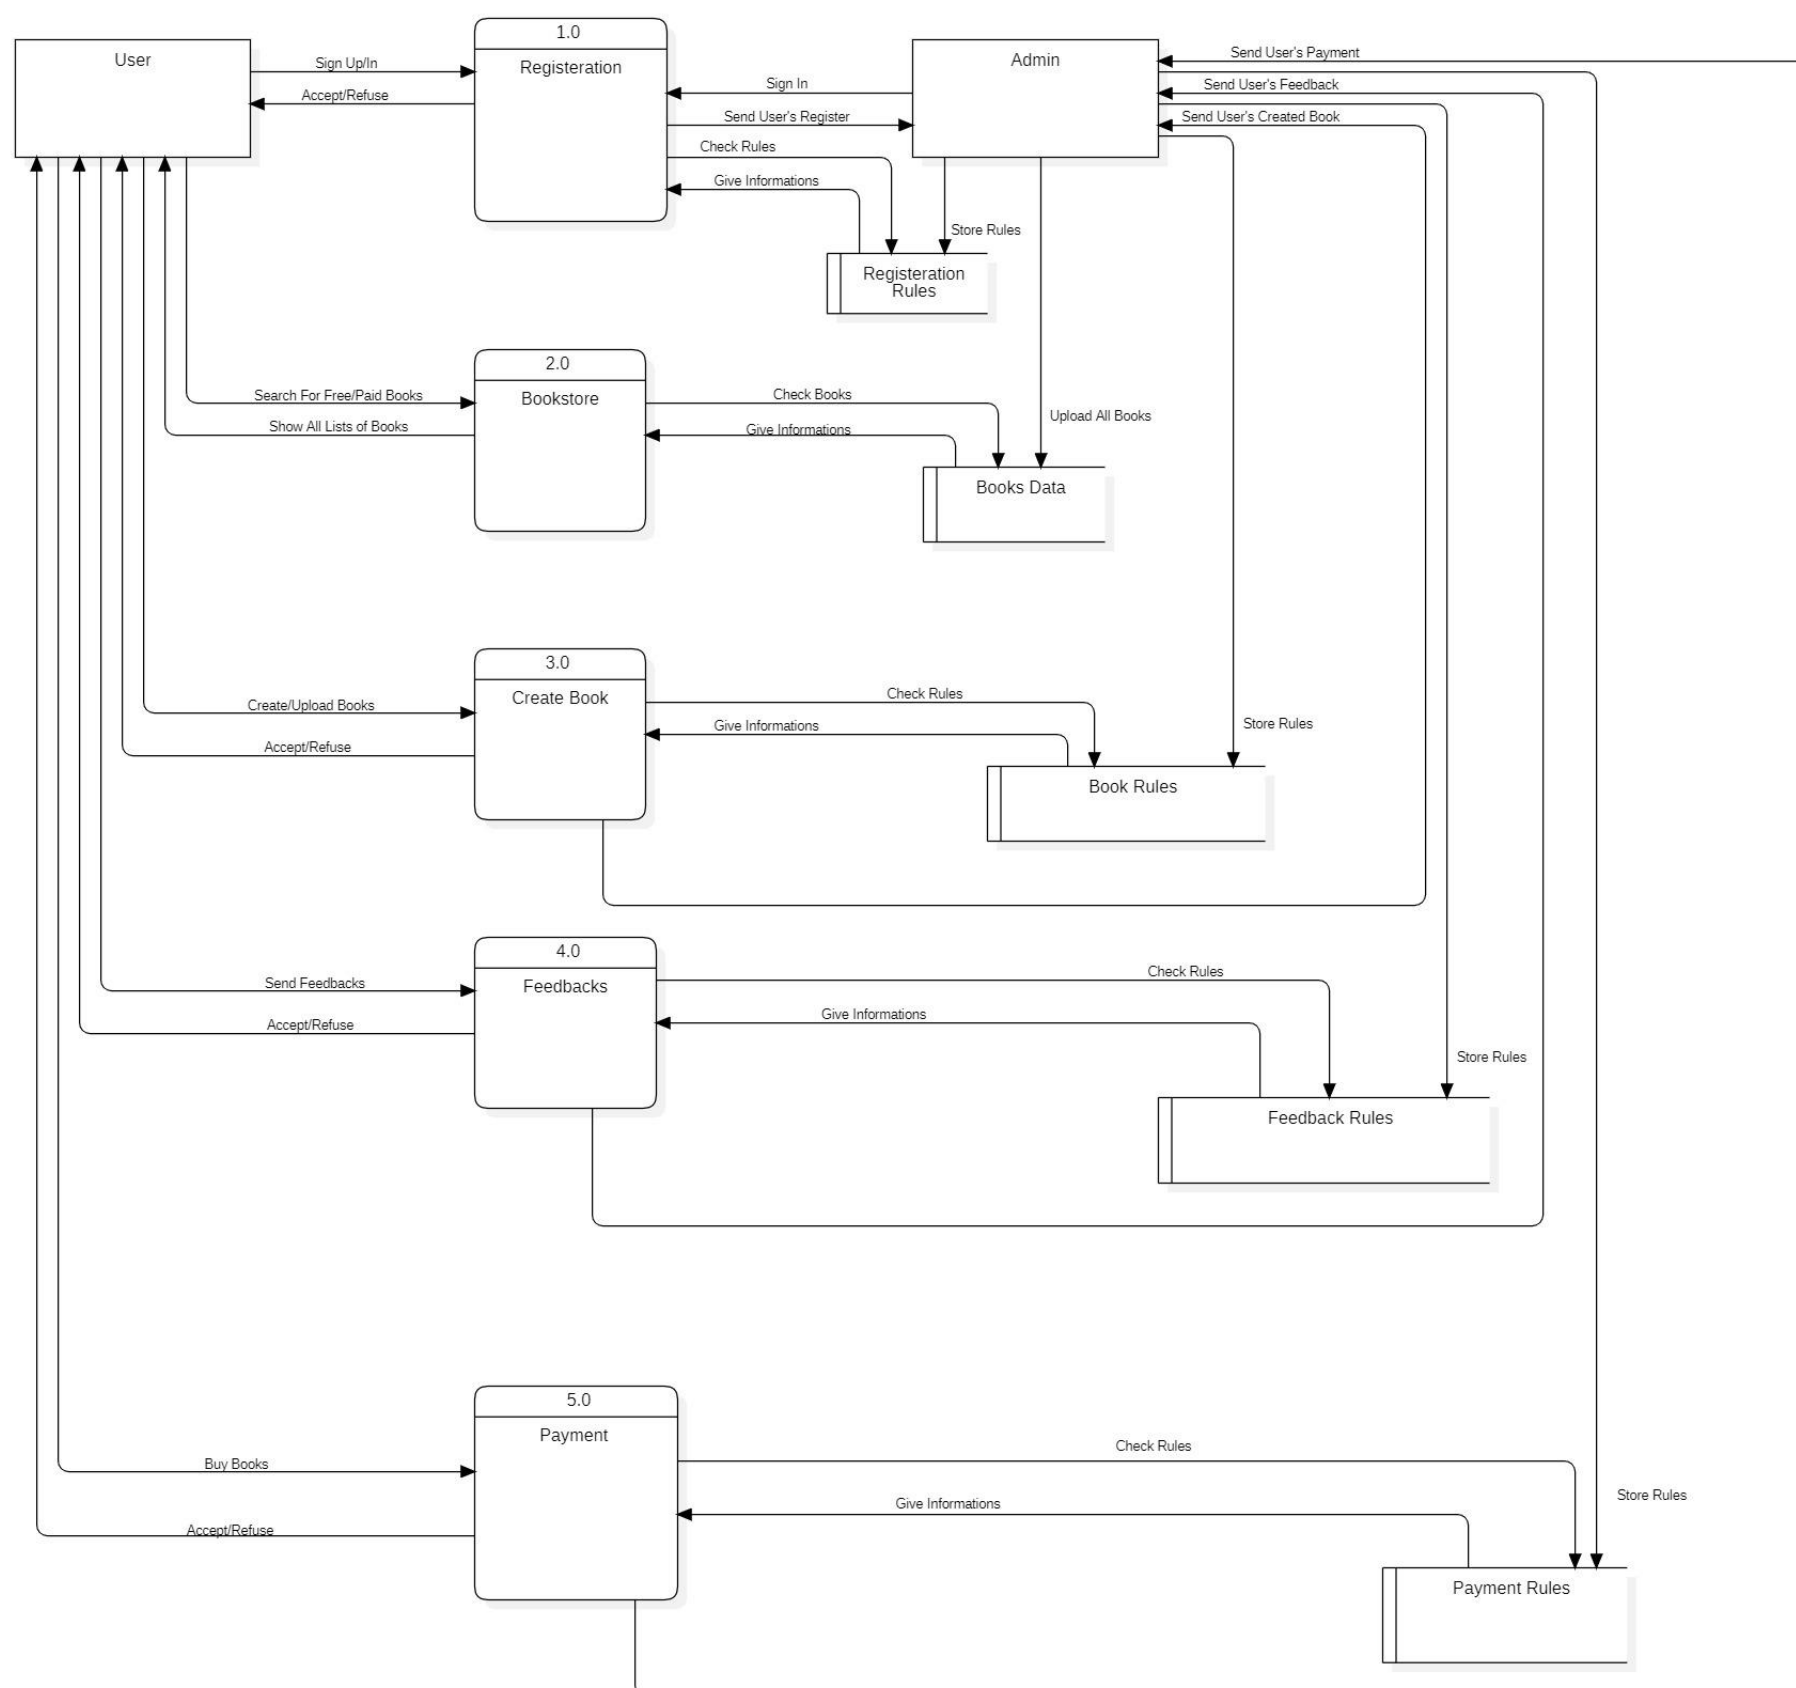 1.0
User
Registeration
Admin
Send User's Payment
Sign Up/In
Sign In
Send User's Feedback
Accept/Refuse
Send User's Register
Send User's Created Book
Check Rules
Give Informations
Store Rules
Registeration
Rules
2.0
Search For Free/Paid Books
Bookstore
Check Books
Upload All Books
Show All Lists of Books
Give Informations
Books Data
3.0
Create Book
Check Rules
Create/Upload Books
Give Informations
Store Rules
Accept/Refuse
Book Rules
4.0
Send Feedbacks
Feedbacks
Check Rules
Accept/Refuse
Give Informations
Store Rules
Feedback Rules
5.0
Payment
Check Rules
Buy Books
Give Informations
Store Rules
Accept/Refuse
Payment Rules